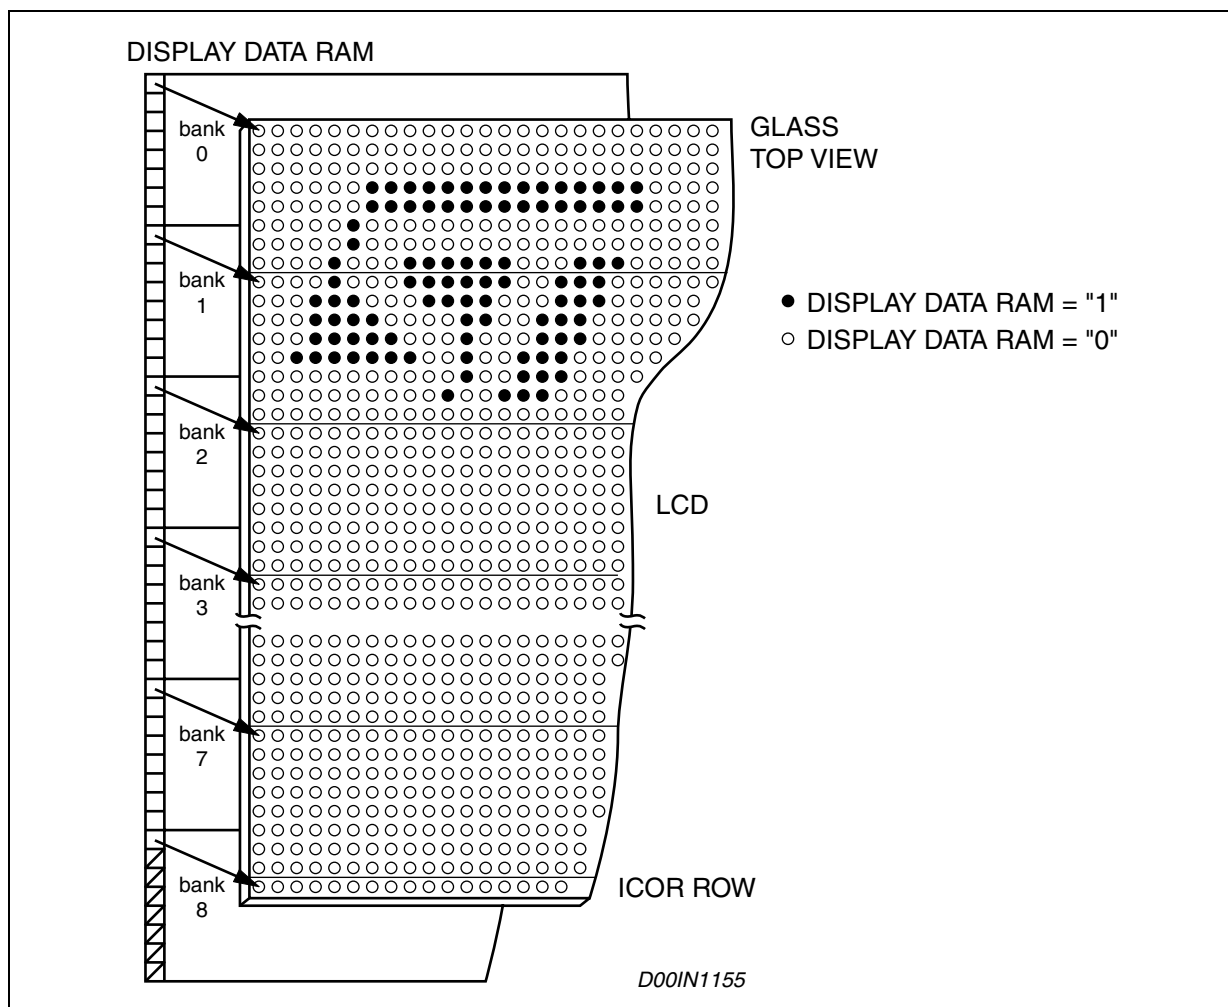 DISPLAY DATA RAM
bank
0
GLASS
TOP VIEW
bank
1
DISPLAY DATA RAM = "1"
DISPLAY DATA RAM = "0"
bank
2
LCD
bank
3
bank
7
bank
8
ICOR ROW
D00IN1155